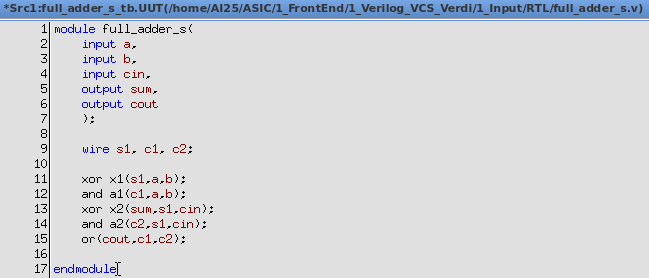 *Src1:full_adder_s_tb.UUT(/home/AI25/ASIC/1_FrontEnd/1_Verilog_VCS_Verdi/1_Input/RTL/full_adder_s.v)
1 module full_adder_s(
2     input a,
3     input b,
4     input cin,
5     output sum,
6     output cout
7     );
8
9     wire s1, c1, c2;
10
11     xor x1(s1,a,b);
12     and a1(c1,a,b);
13     xor x2(sum,s1,cin);
14     and a2(c2,s1,cin);
15     or(cout,c1,c2);
16
17 endmodule